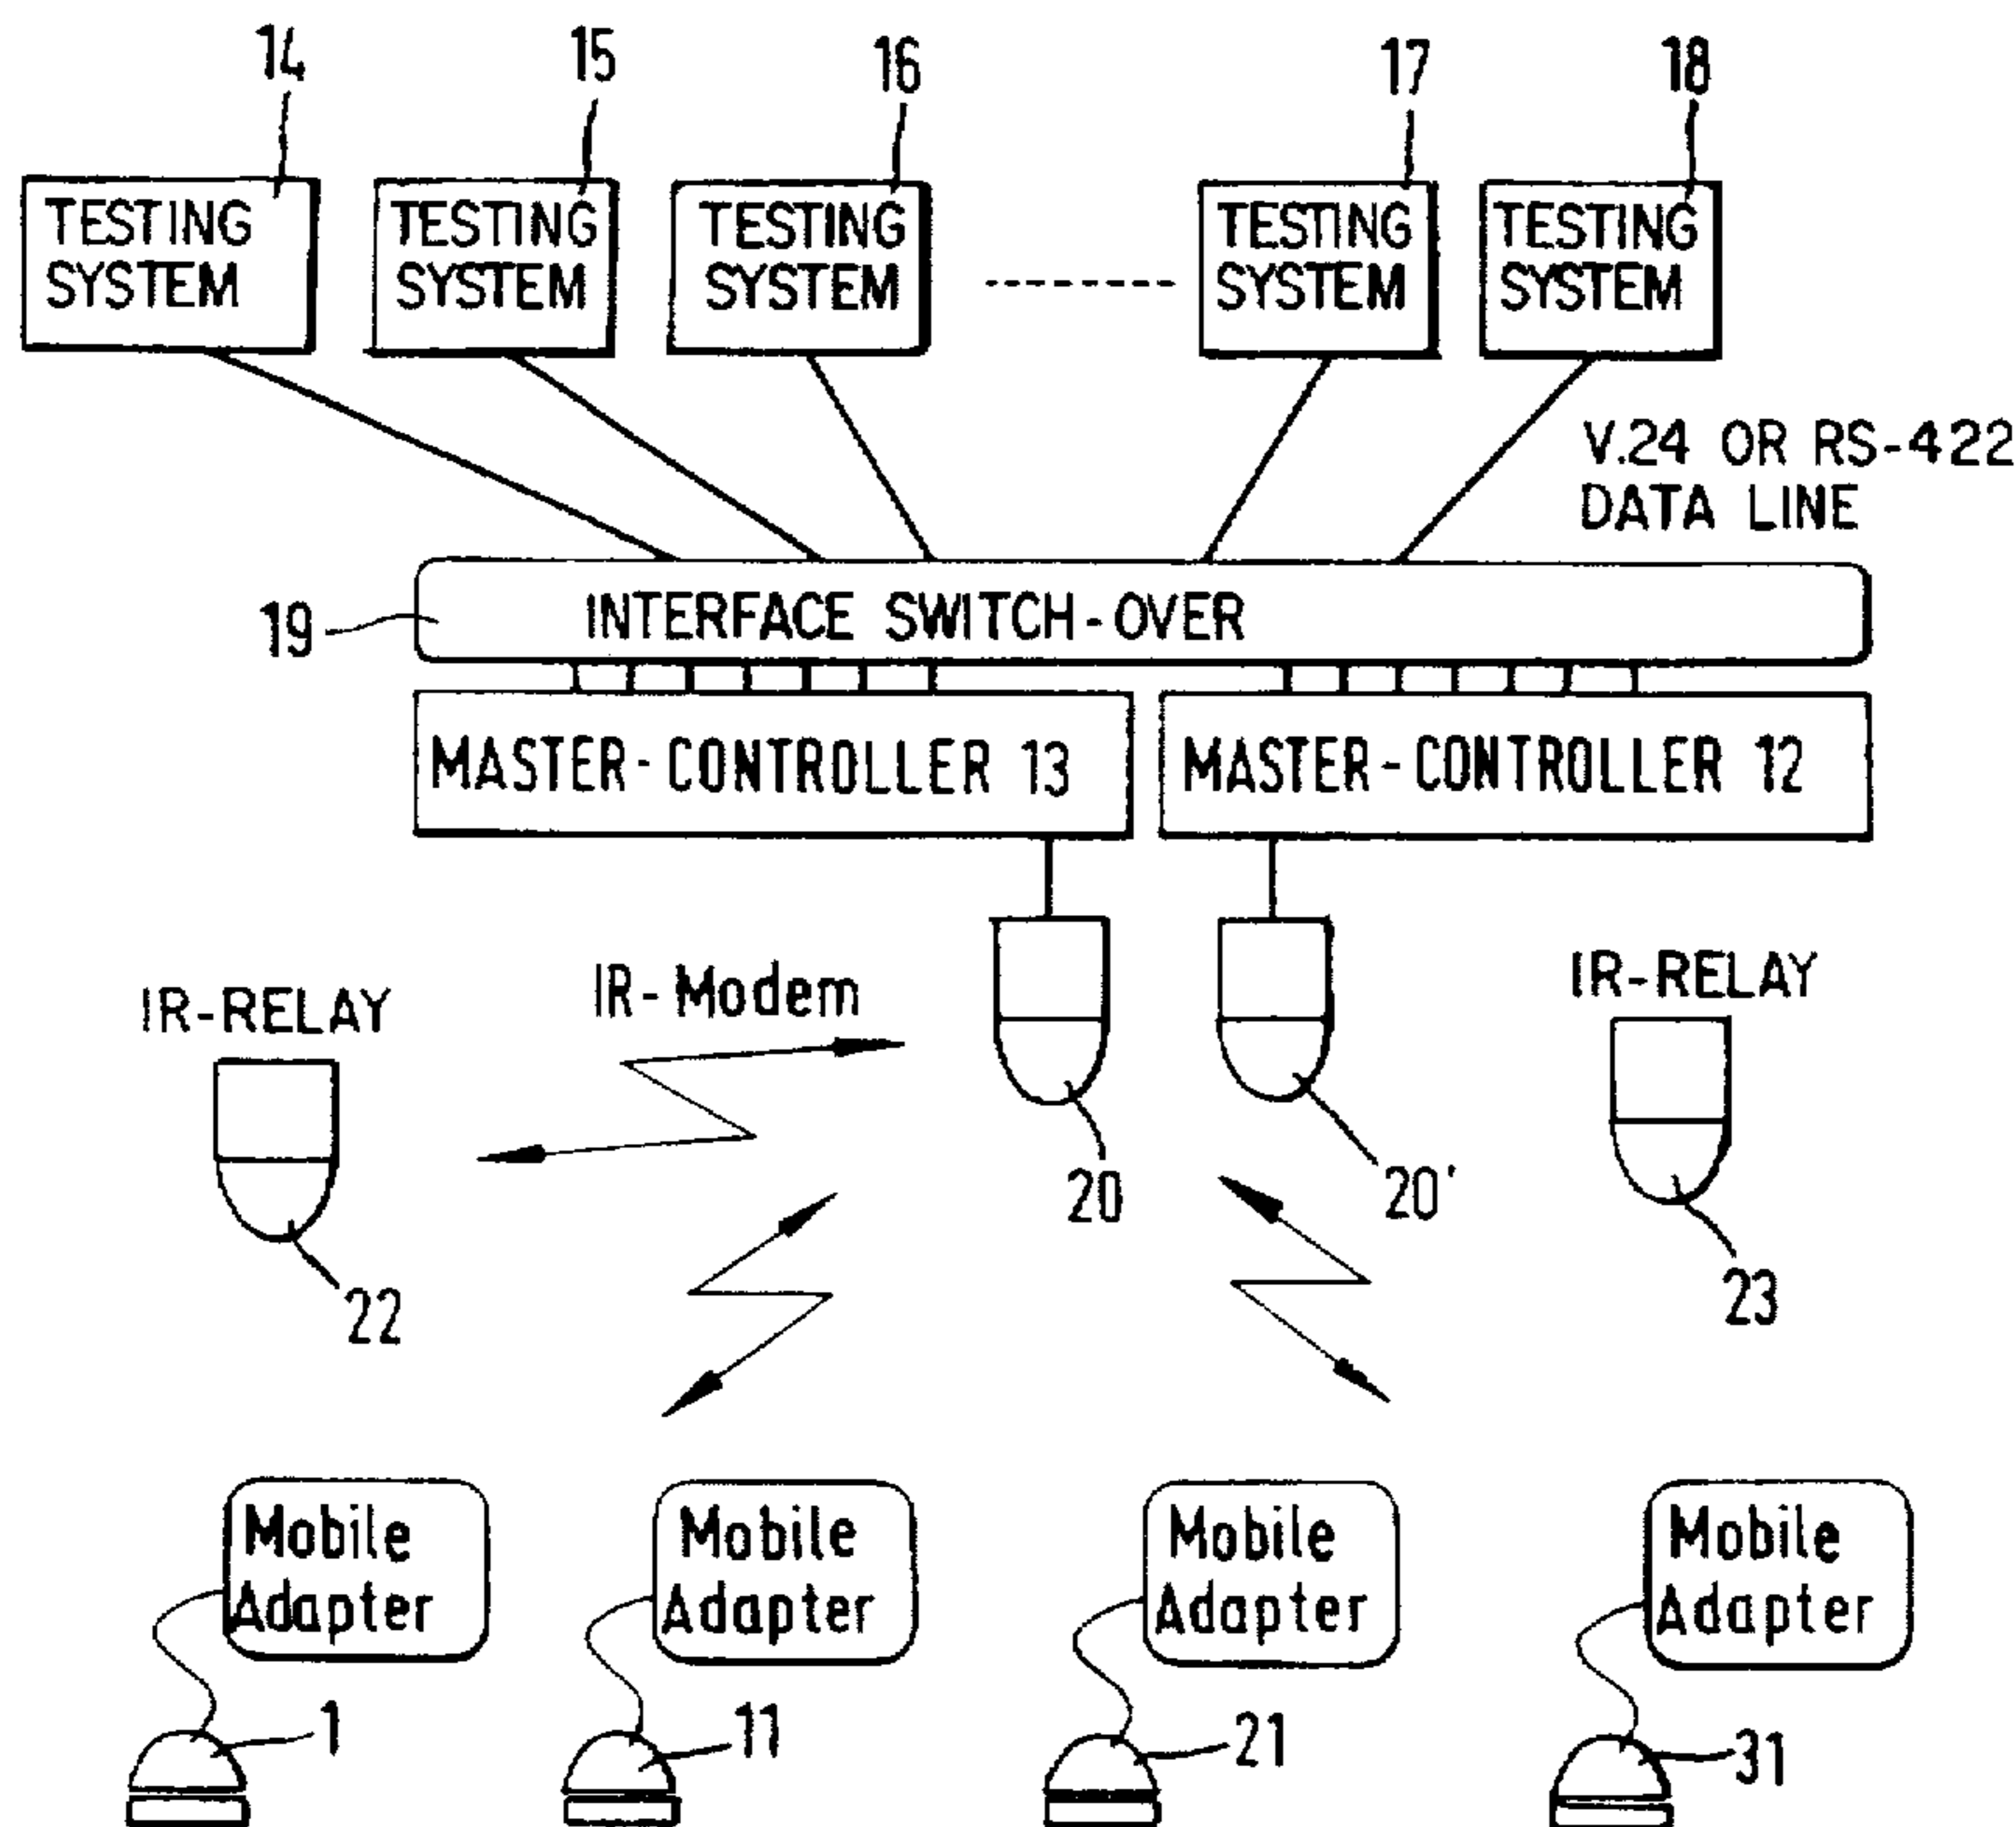 14 15 16 17 18
TESTING SYSTEM
TESTING SYSTEM
TESTING SYSTEM
TESTING SYSTEM
TESTING SYSTEM
V.24 OR RS-422
DATA LINE
19
INTERFACE SWITCH-OVER
MASTER-CONTROLLER 13
MASTER-CONTROLLER 12
IR-RELAY
IR-Modem
IR-RELAY
20
20'
22
23
Mobile Adapter
Mobile Adapter
Mobile Adapter
Mobile Adapter
1
11
21
31